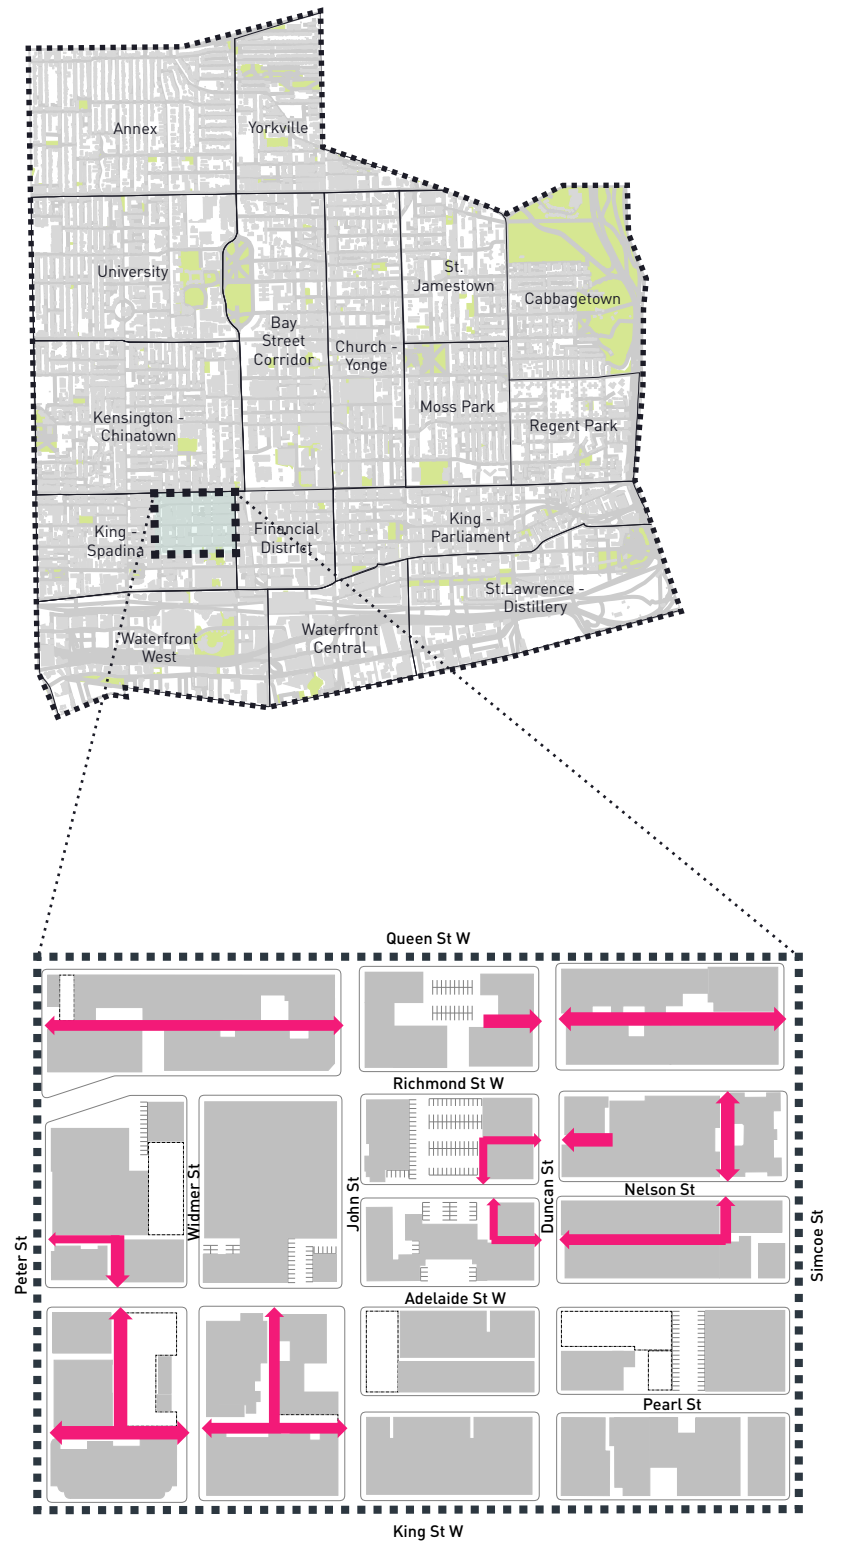 Annex
Yorkville
University
St.
Jamestown
Cabbagetown
Bay
Street
Corridor
Church -
Yonge
Moss Park
Regent Park
Kensington -
Chinatown
King -
Spadina
Financial
District
King -
Parliament
St.Lawrence -
Distillery
Waterfront
West
Waterfront
Central
Queen St W
Richmond St W
Widmer St
John St
Duncan St
Nelson St
Peter St
Simcoe St
Adelaide St W
Pearl St
King St W